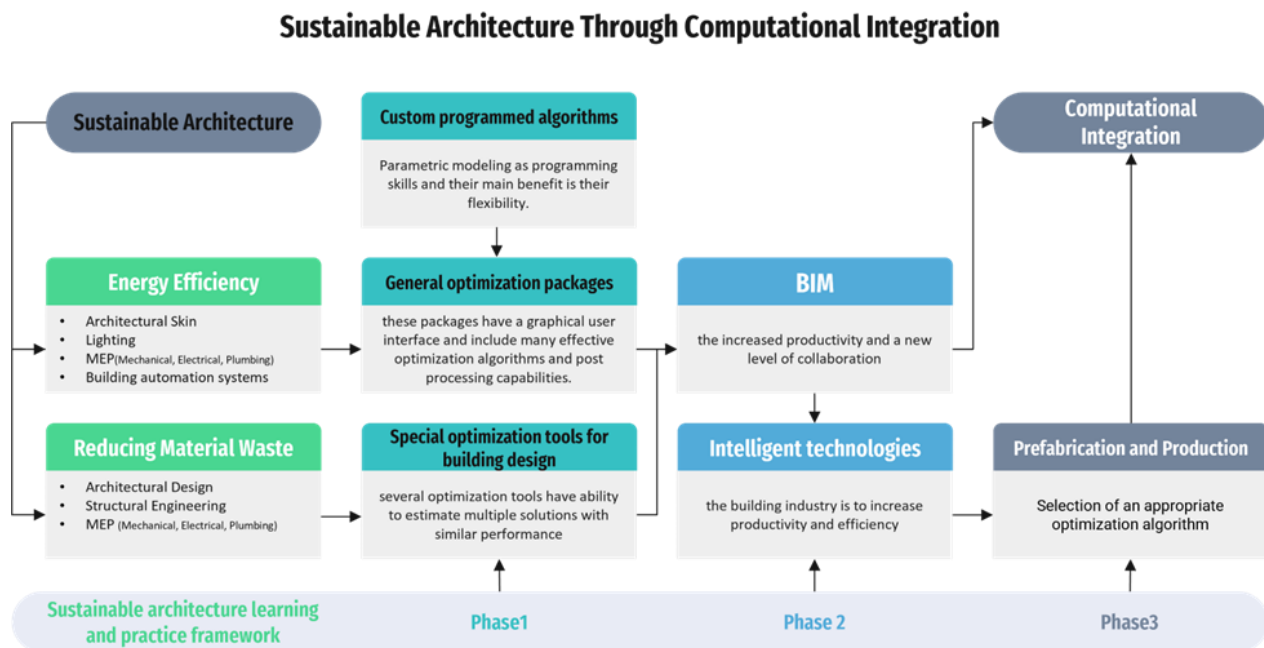 Sustainable Architecture Through Computational Integration
Sustainable Architecture
Custom programmed algorithms
Parametric modeling as programming
skills and their main benefit is their
flexibility.
Computational
Integration
Energy Efficiency
• Architectural Skin
• Lighting
• MEP(Mechanical, Electrical, Plumbing)
• Building automation systems
General optimization packages
these packages have a graphical user
interface and include many effective
optimization algorithms and post
processing capabilities.
BIM
the increased productivity and a new
level of collaboration
Reducing Material Waste
• Architectural Design
• Structural Engineering
• MEP (Mechanical, Electrical, Plumbing)
Special optimization tools for
building design
several optimization tools have ability
to estimate multiple solutions with
similar performance
Intelligent technologies
the building industry is to increase
productivity and efficiency
Prefabrication and Production
Selection of an appropriate
optimization algorithm
Sustainable architecture learning
and practice framework
Phase1
Phase 2
Phase3